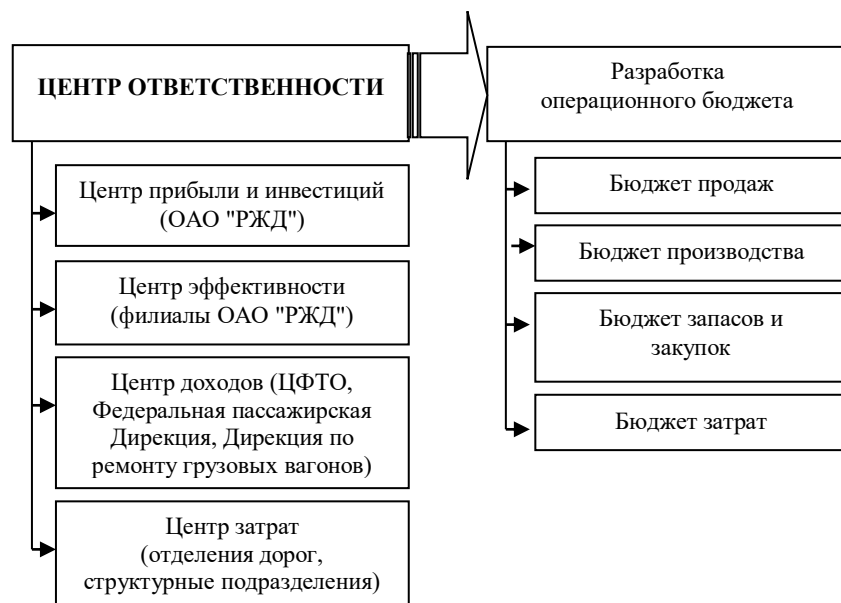 ЦЕНТР ОТВЕТСТВЕННОСТИ
Центр прибыли и инвестиций
(ОАО "РЖД")
Центр эффективности
(филиалы ОАО "РЖД")
Центр доходов (ЦФТО,
Федеральная пассажирская
Дирекция, Дирекция по
ремонту грузовых вагонов)
Центр затрат
(отделения дорог,
структурные подразделения)
Разработка
операционного бюджета
Бюджет продаж
Бюджет производства
Бюджет запасов и
закупок
Бюджет затрат